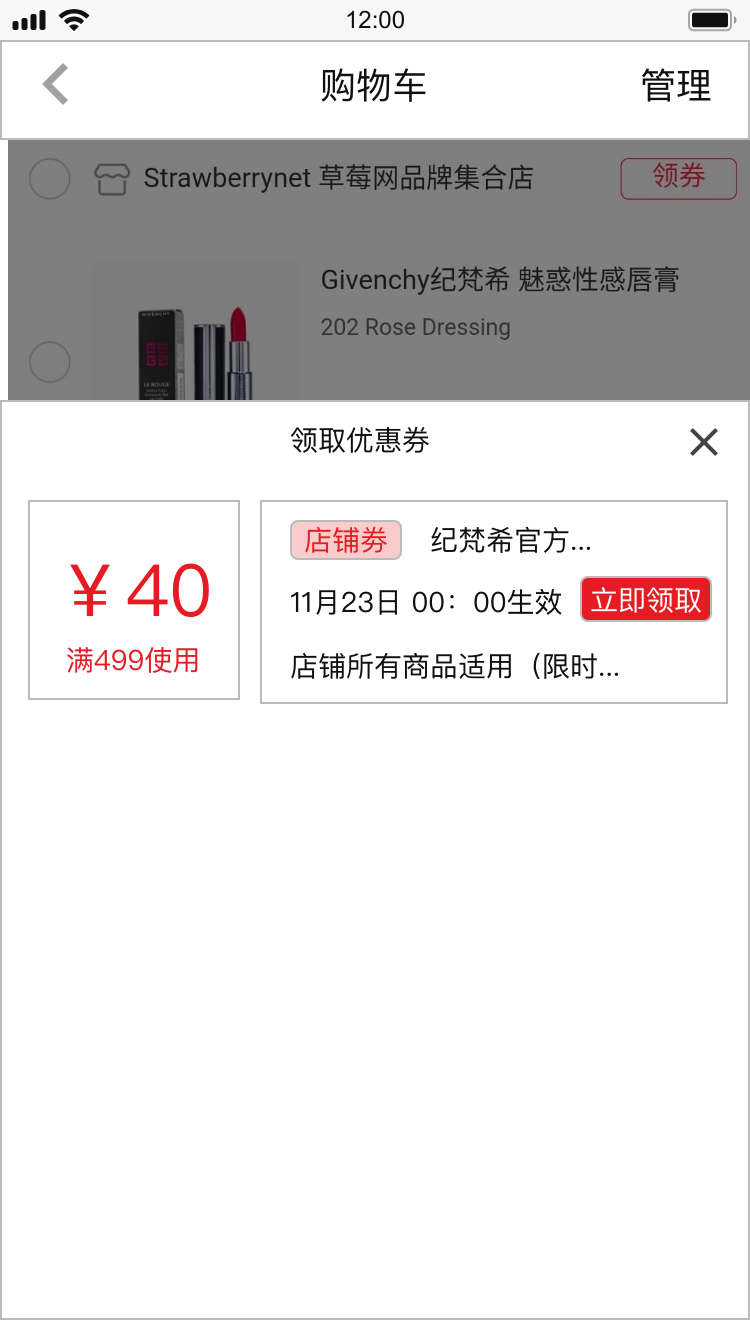 12:00
购物车
管理
Strawberrynet 草莓网品牌集合店
领券
Givenchy纪梵希 魅惑性感唇膏
202 Rose Dressing
GIVENCHY
LE ROUGE
领取优惠券
¥ 40
满499使用
店铺券
纪梵希官方...
11月23日 00：00生效
立即领取
店铺所有商品适用（限时...